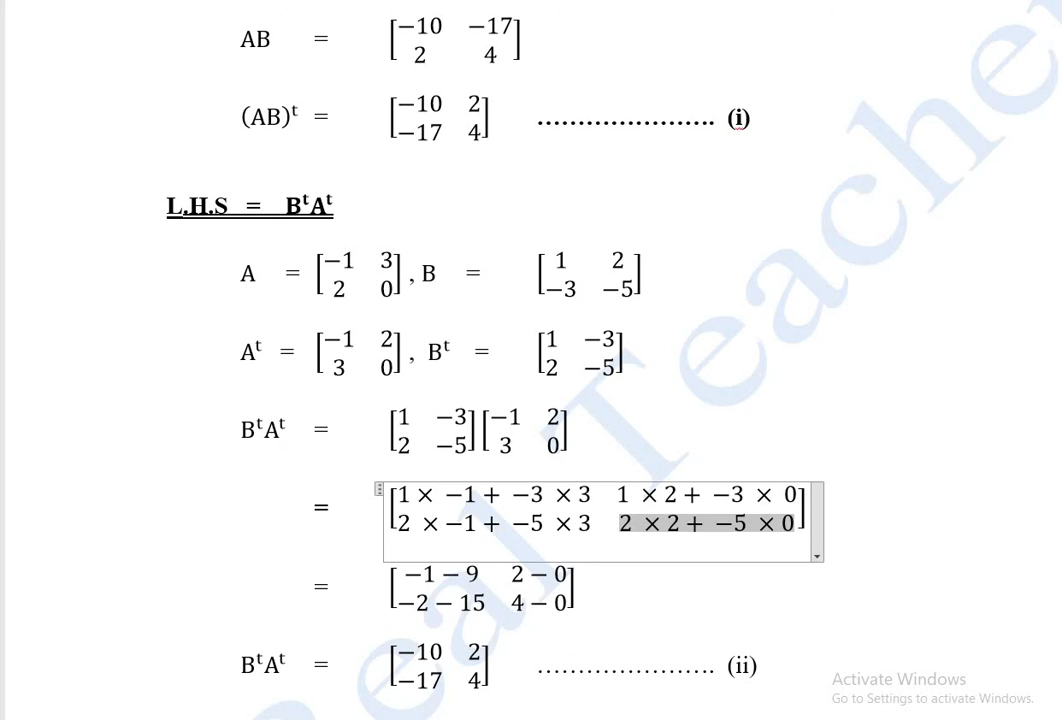 AB = [−10 −17
2 4]
(AB)ᵗ = [−10 2
−17 4] ...................... (i)
L.H.S = BᵗAᵗ
A = [−1 3
2 0] , B = [1 2
−3 −5]
Aᵗ = [−1 2
3 0] , Bᵗ = [1 −3
2 −5]
BᵗAᵗ = [1 −3
2 −5] [−1 2
3 0]
= [1 × −1 + −3 × 3 1 × 2 + −3 × 0
2 × −1 + −5 × 3 2 × 2 + −5 × 0]
= [−1 − 9 2 − 0
−2 − 15 4 − 0]
BᵗAᵗ = [−10 2
−17 4] ...................... (ii)
Activate Windows
Go to Settings to activate Windows.